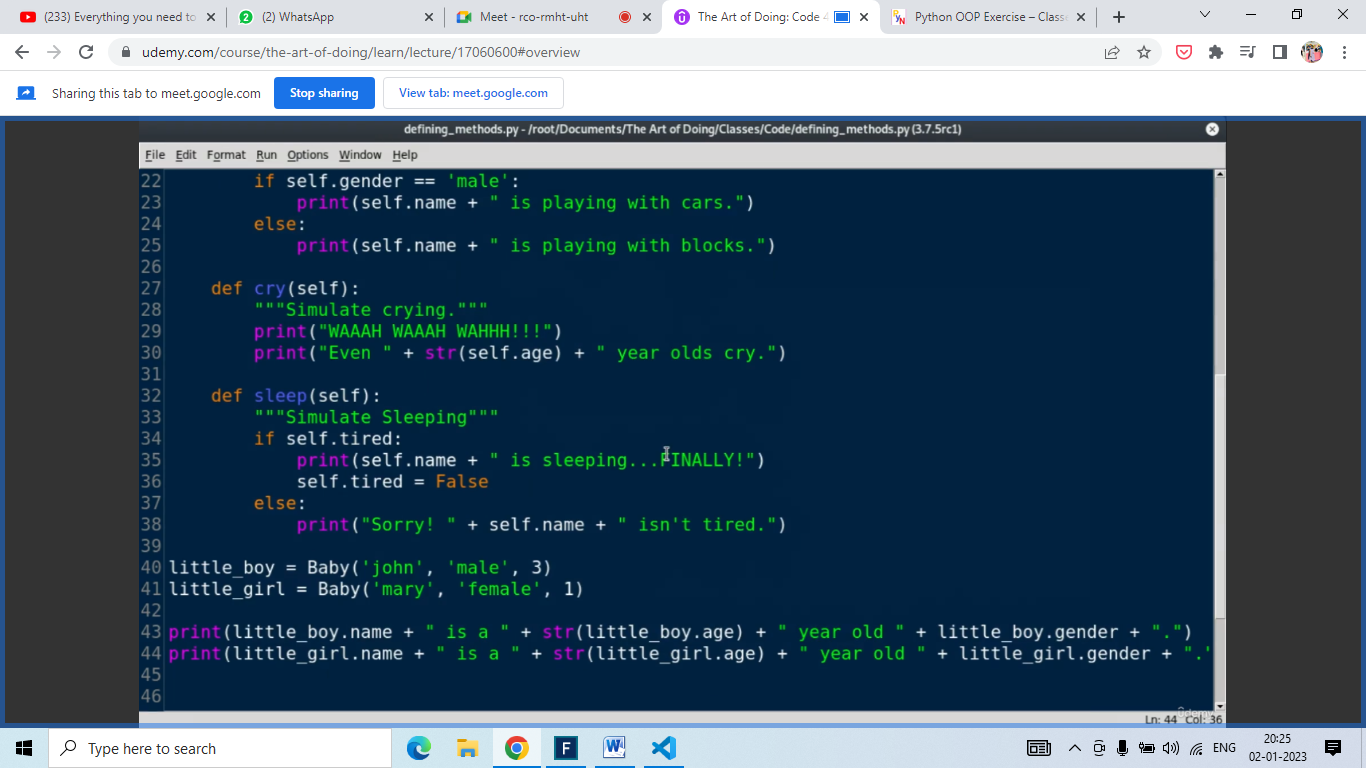 (233) Everything you need to
(2) WhatsApp
Meet - rco-rmht-uht
The Art of Doing: Code 4
Python OOP Exercise – Class
udemy.com/course/the-art-of-doing/learn/lecture/17060600#overview
Sharing this tab to meet.google.com
Stop sharing
View tab: meet.google.com
defining_methods.py - /root/Documents/The Art of Doing/Classes/Code/defining_methods.py (3.7.5rc1)
File Edit Format Run Options Window Help
22 if self.gender == 'male':
23 print(self.name + " is playing with cars.")
24 else:
25 print(self.name + " is playing with blocks.")
26
27 def cry(self):
28 """Simulate crying."""
29 print("WAAAH WAAAH WAHHH!!!")
30 print("Even " + str(self.age) + " year olds cry.")
31
32 def sleep(self):
33 """Simulate Sleeping"""
34 if self.tired:
35 print(self.name + " is sleeping...FINALLY!")
36 self.tired = False
37 else:
38 print("Sorry! " + self.name + " isn't tired.")
39
40 little_boy = Baby('john', 'male', 3)
41 little_girl = Baby('mary', 'female', 1)
42
43 print(little_boy.name + " is a " + str(little_boy.age) + " year old " + little_boy.gender + ".")
44 print(little_girl.name + " is a " + str(little_girl.age) + " year old " + little_girl.gender + "."
45
46
Udemy
Ln: 44 Col: 36
Type here to search
F
W
ENG
20:25
02-01-2023